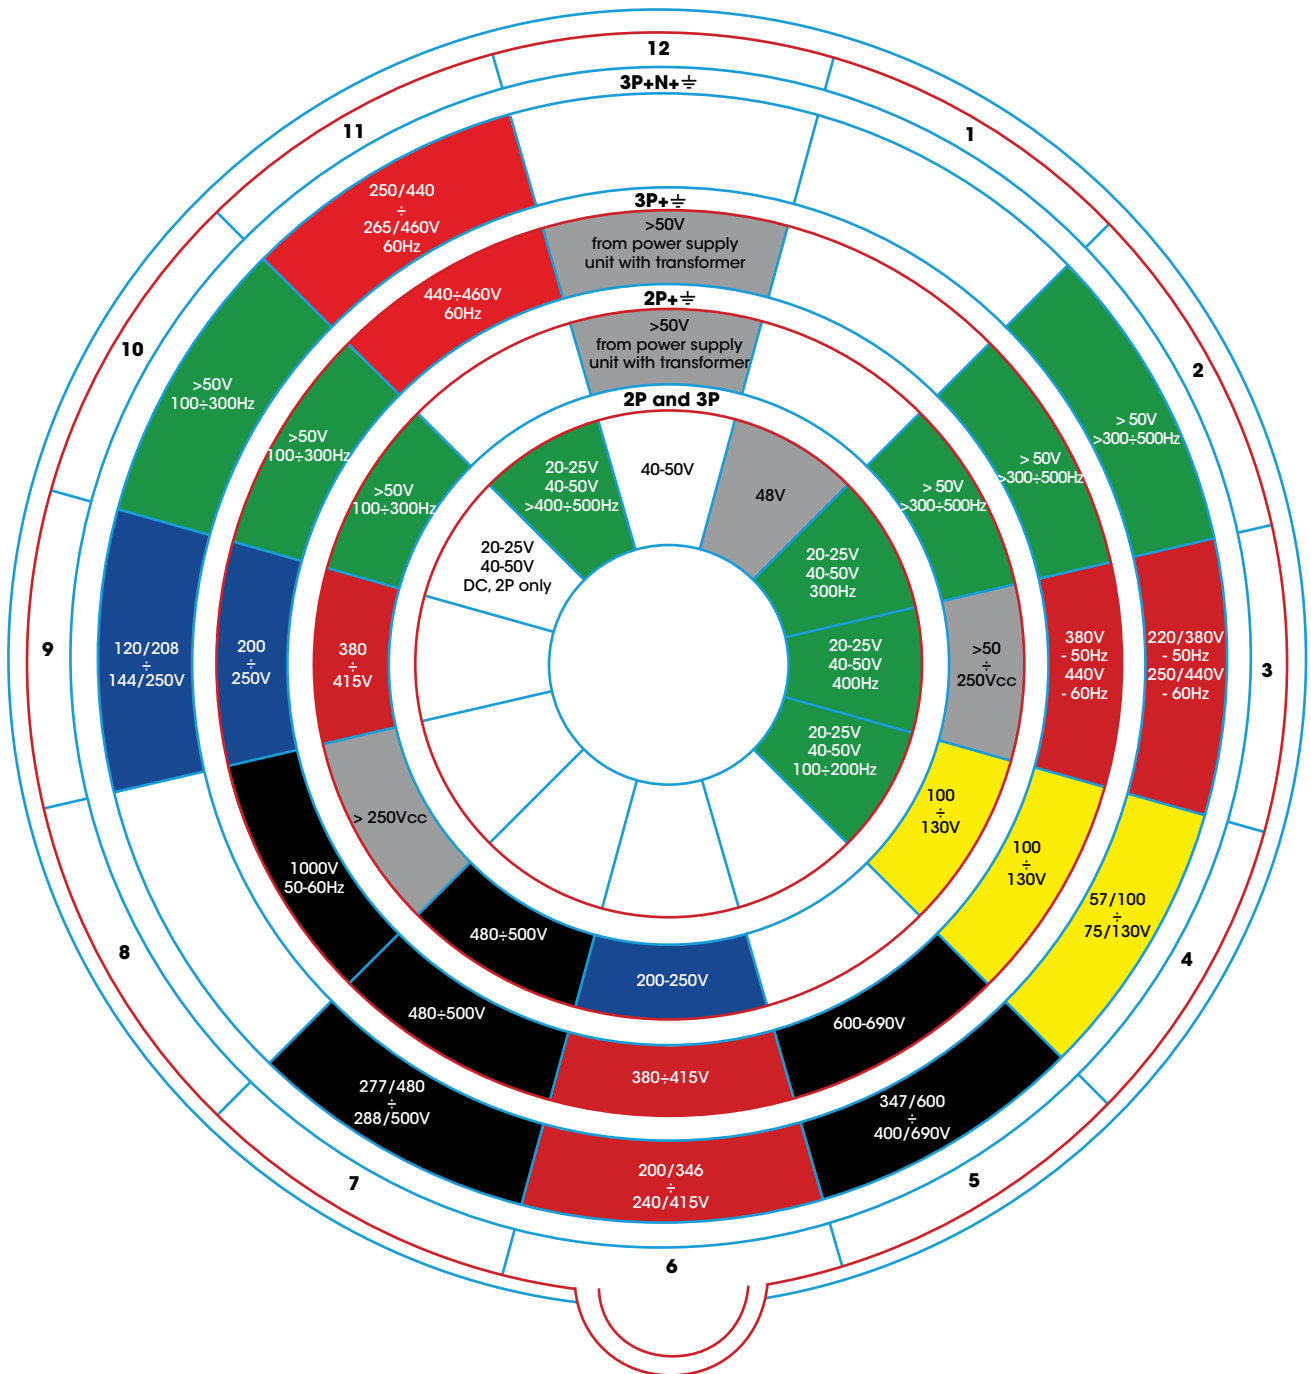 12
3P+N+⏚
11
1
250/440
÷
265/460V
60Hz
3P+⏚
>50V
from power supply
unit with transformer
440÷460V
60Hz
2P+⏚
>50V
from power supply
unit with transformer
10
2
>50V
100÷300Hz
>50V
100÷300Hz
>50V
100÷300Hz
2P and 3P
20-25V
40-50V
>400÷500Hz
40-50V
48V
> 50V
>300÷500Hz
> 50V
>300÷500Hz
> 50V
>300÷500Hz
20-25V
40-50V
DC, 2P only
20-25V
40-50V
300Hz
9
120/208
÷
144/250V
200
÷
250V
380
÷
415V
20-25V
40-50V
400Hz
>50
÷
250Vcc
380V
- 50Hz
440V
- 60Hz
220/380V
- 50Hz
250/440V
- 60Hz
3
20-25V
40-50V
100÷200Hz
> 250Vcc
100
÷
130V
1000V
50-60Hz
100
÷
130V
57/100
÷
75/130V
8
480÷500V
200-250V
4
480÷500V
600-690V
380÷415V
277/480
÷
288/500V
347/600
÷
400/690V
200/346
÷
240/415V
7
5
6